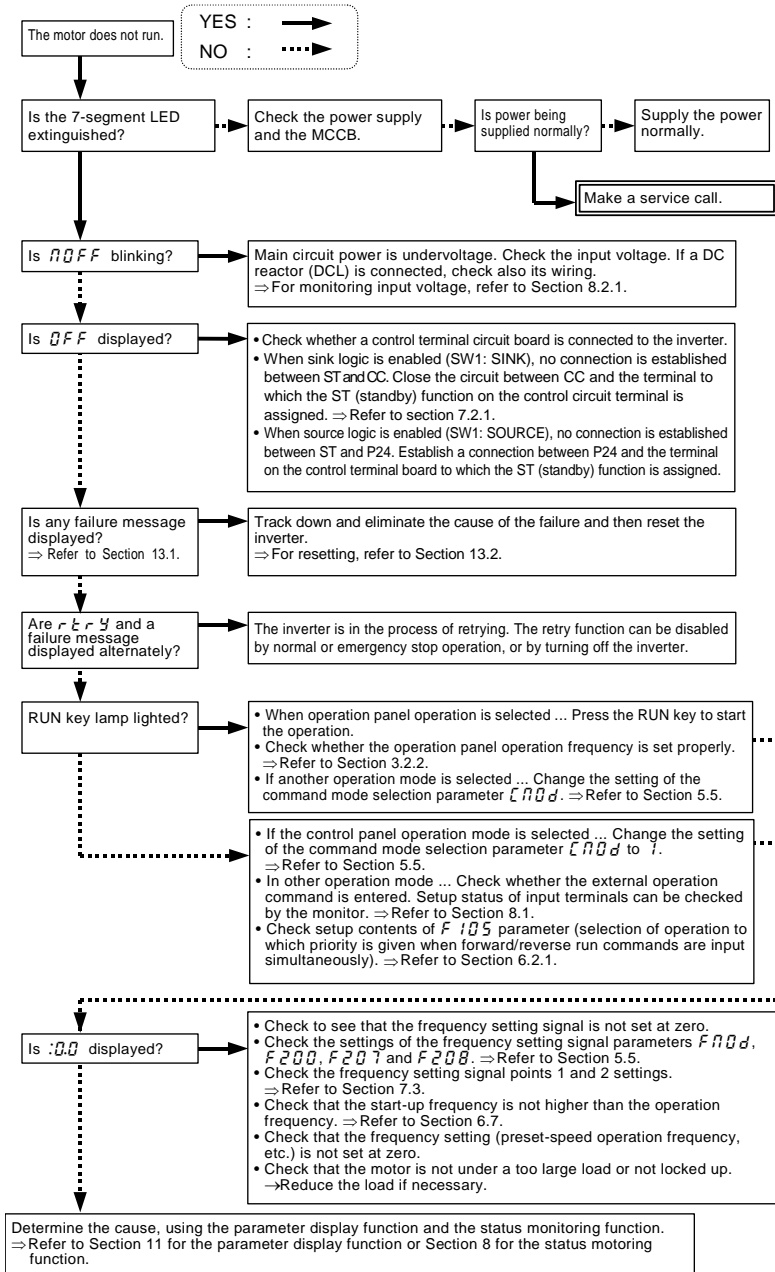 The motor does not run.
YES :
NO :
Is the 7-segment LED
extinguished?
Check the power supply
and the MCCB.
Is power being
supplied normally?
Supply the power
normally.
Make a service call.
Is MOFF blinking?
Main circuit power is undervoltage. Check the input voltage. If a DC
reactor (DCL) is connected, check also its wiring.
⇒ For monitoring input voltage, refer to Section 8.2.1.
Is OFF displayed?
• Check whether a control terminal circuit board is connected to the inverter.
• When sink logic is enabled (SW1: SINK), no connection is established
between ST and CC. Close the circuit between CC and the terminal to
which the ST (standby) function on the control circuit terminal is
assigned. ⇒ Refer to section 7.2.1.
• When source logic is enabled (SW1: SOURCE), no connection is established
between ST and P24. Establish a connection between P24 and the terminal
on the control terminal board to which the ST (standby) function is assigned.
Is any failure message
displayed?
⇒ Refer to Section 13.1.
Track down and eliminate the cause of the failure and then reset the
inverter.
⇒ For resetting, refer to Section 13.2.
Are rtry and a
failure message
displayed alternately?
The inverter is in the process of retrying. The retry function can be disabled
by normal or emergency stop operation, or by turning off the inverter.
RUN key lamp lighted?
• When operation panel operation is selected ... Press the RUN key to start
the operation.
• Check whether the operation panel operation frequency is set properly.
⇒ Refer to Section 3.2.2.
• If another operation mode is selected ... Change the setting of the
command mode selection parameter CMOd. ⇒ Refer to Section 5.5.
• If the control panel operation mode is selected ... Change the setting
of the command mode selection parameter CMOd to 1.
⇒ Refer to Section 5.5.
• In other operation mode ... Check whether the external operation
command is entered. Setup status of input terminals can be checked
by the monitor. ⇒ Refer to Section 8.1.
• Check setup contents of F105 parameter (selection of operation to
which priority is given when forward/reverse run commands are input
simultaneously). ⇒ Refer to Section 6.2.1.
Is :0.0 displayed?
• Check to see that the frequency setting signal is not set at zero.
• Check the settings of the frequency setting signal parameters FMOd,
F200, F207 and F208. ⇒ Refer to Section 5.5.
• Check the frequency setting signal points 1 and 2 settings.
⇒ Refer to Section 7.3.
• Check that the start-up frequency is not higher than the operation
frequency. ⇒ Refer to Section 6.7.
• Check that the frequency setting (preset-speed operation frequency,
etc.) is not set at zero.
• Check that the motor is not under a too large load or not locked up.
→Reduce the load if necessary.
Determine the cause, using the parameter display function and the status monitoring function.
⇒ Refer to Section 11 for the parameter display function or Section 8 for the status motoring
function.